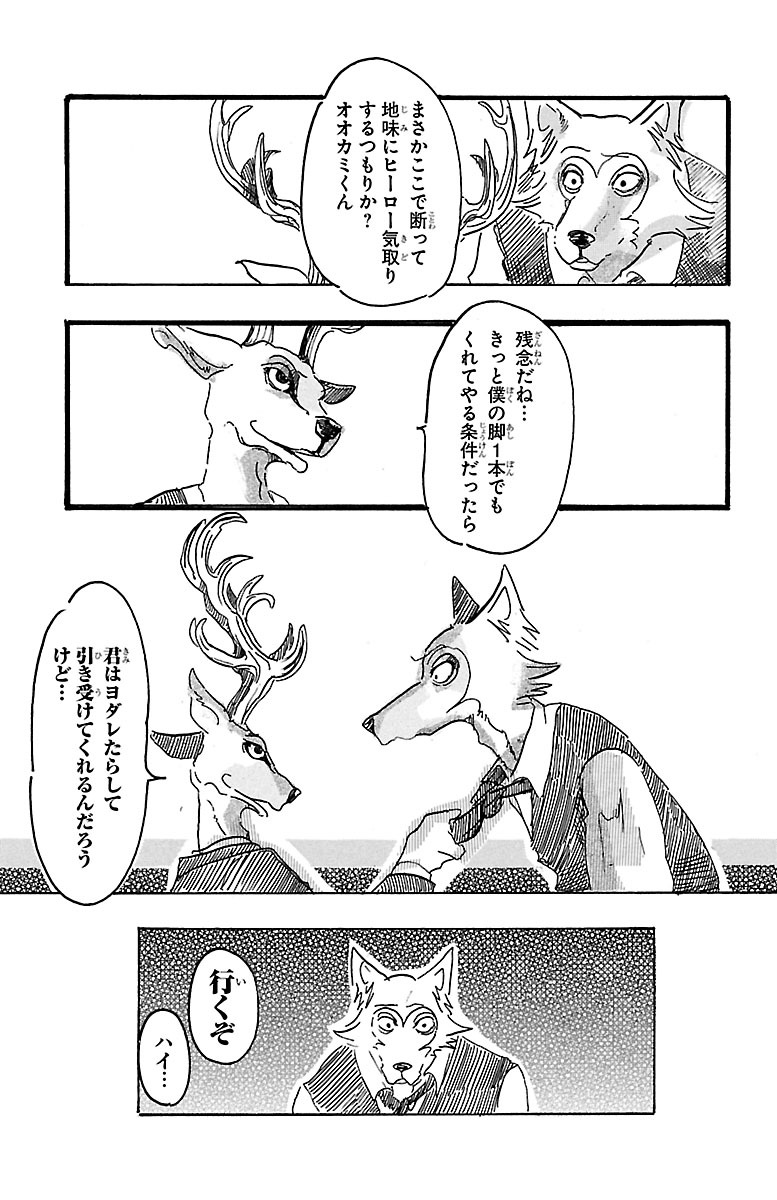 まさかここで断って
地味にヒーロー気取り
するつもりか?
オオカミくん
残念だね…
きっと僕の脚1本でも
くれてやる条件だったら
君はヨダレたらして
引き受けてくれるんだろう
けど…
行くぞ
ハイ…